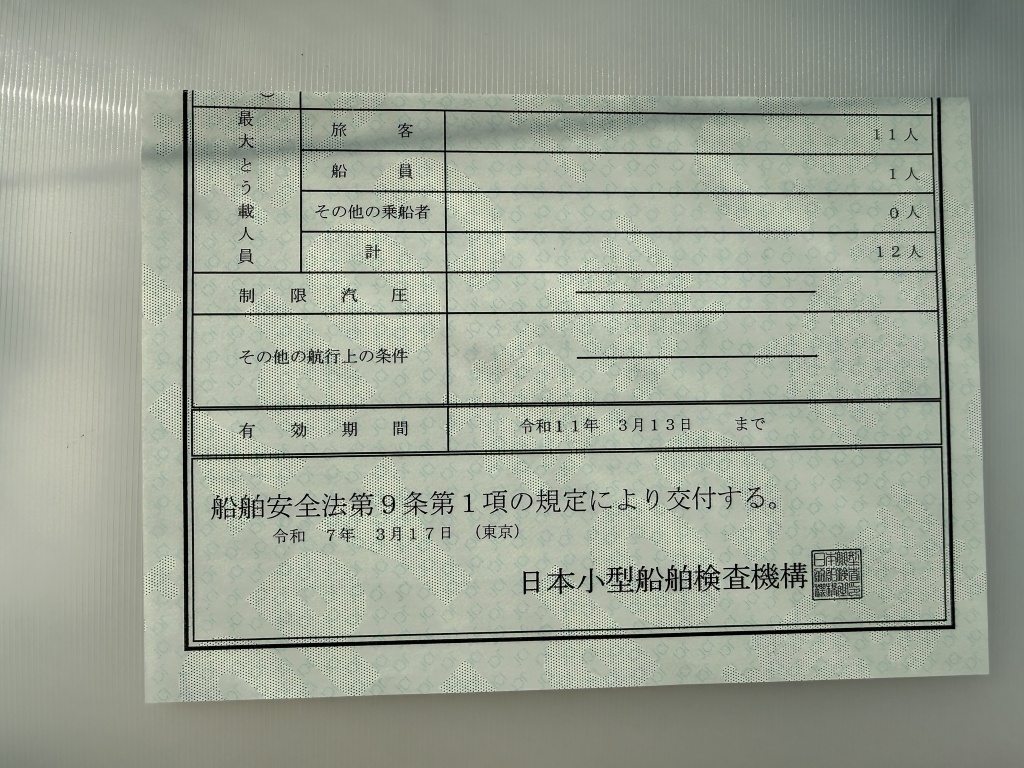 最大とう載人員
旅客 11人
船員 1人
その他の乗船者 0人
計 12人
制限汽圧
その他の航行上の条件
有効期間 令和11年 3月13日 まで
船舶安全法第9条第1項の規定により交付する。
令和 7年 3月17日 (東京)
日本小型船舶検査機構